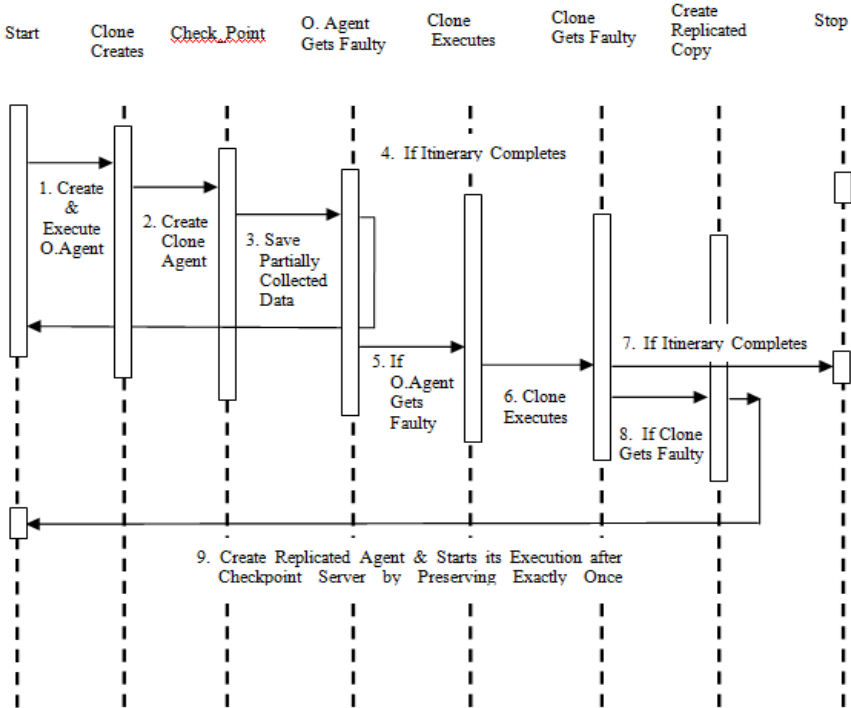 Start
Clone
Creates
Check_Point
O. Agent
Gets Faulty
Clone
Executes
Clone
Gets Faulty
Create
Replicated
Copy
Stop
4. If Itinerary Completes
1. Create
&
Execute
O.Agent
2. Create
Clone
Agent
3. Save
Partially
Collected
Data
5. If
O.Agent
Gets
Faulty
6. Clone
Executes
7. If Itinerary Completes
8. If Clone
Gets Faulty
9. Create Replicated Agent & Starts its Execution after
Checkpoint Server by Preserving Exactly Once